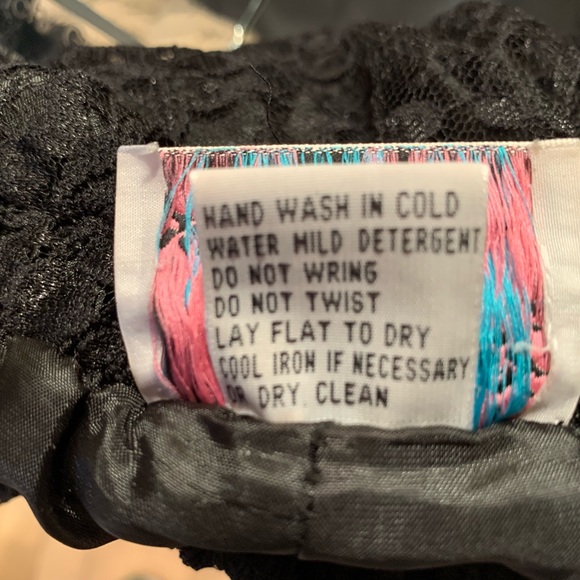 HAND WASH IN COLD
WATER MILD DETERGENT
DO NOT WRING
DO NOT TWIST
LAY FLAT TO DRY
COOL IRON IF NECESSARY
OR DRY CLEAN